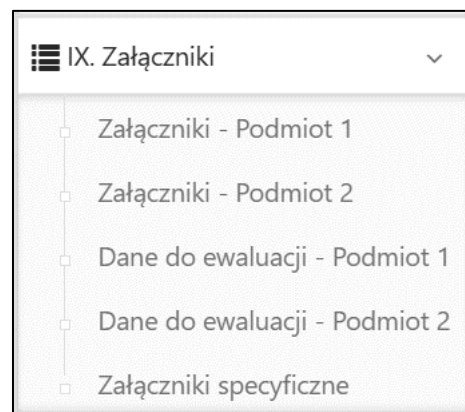 IX. Załączniki
Załączniki - Podmiot 1
Załączniki - Podmiot 2
Dane do ewaluacji - Podmiot 1
Dane do ewaluacji - Podmiot 2
Załączniki specyficzne